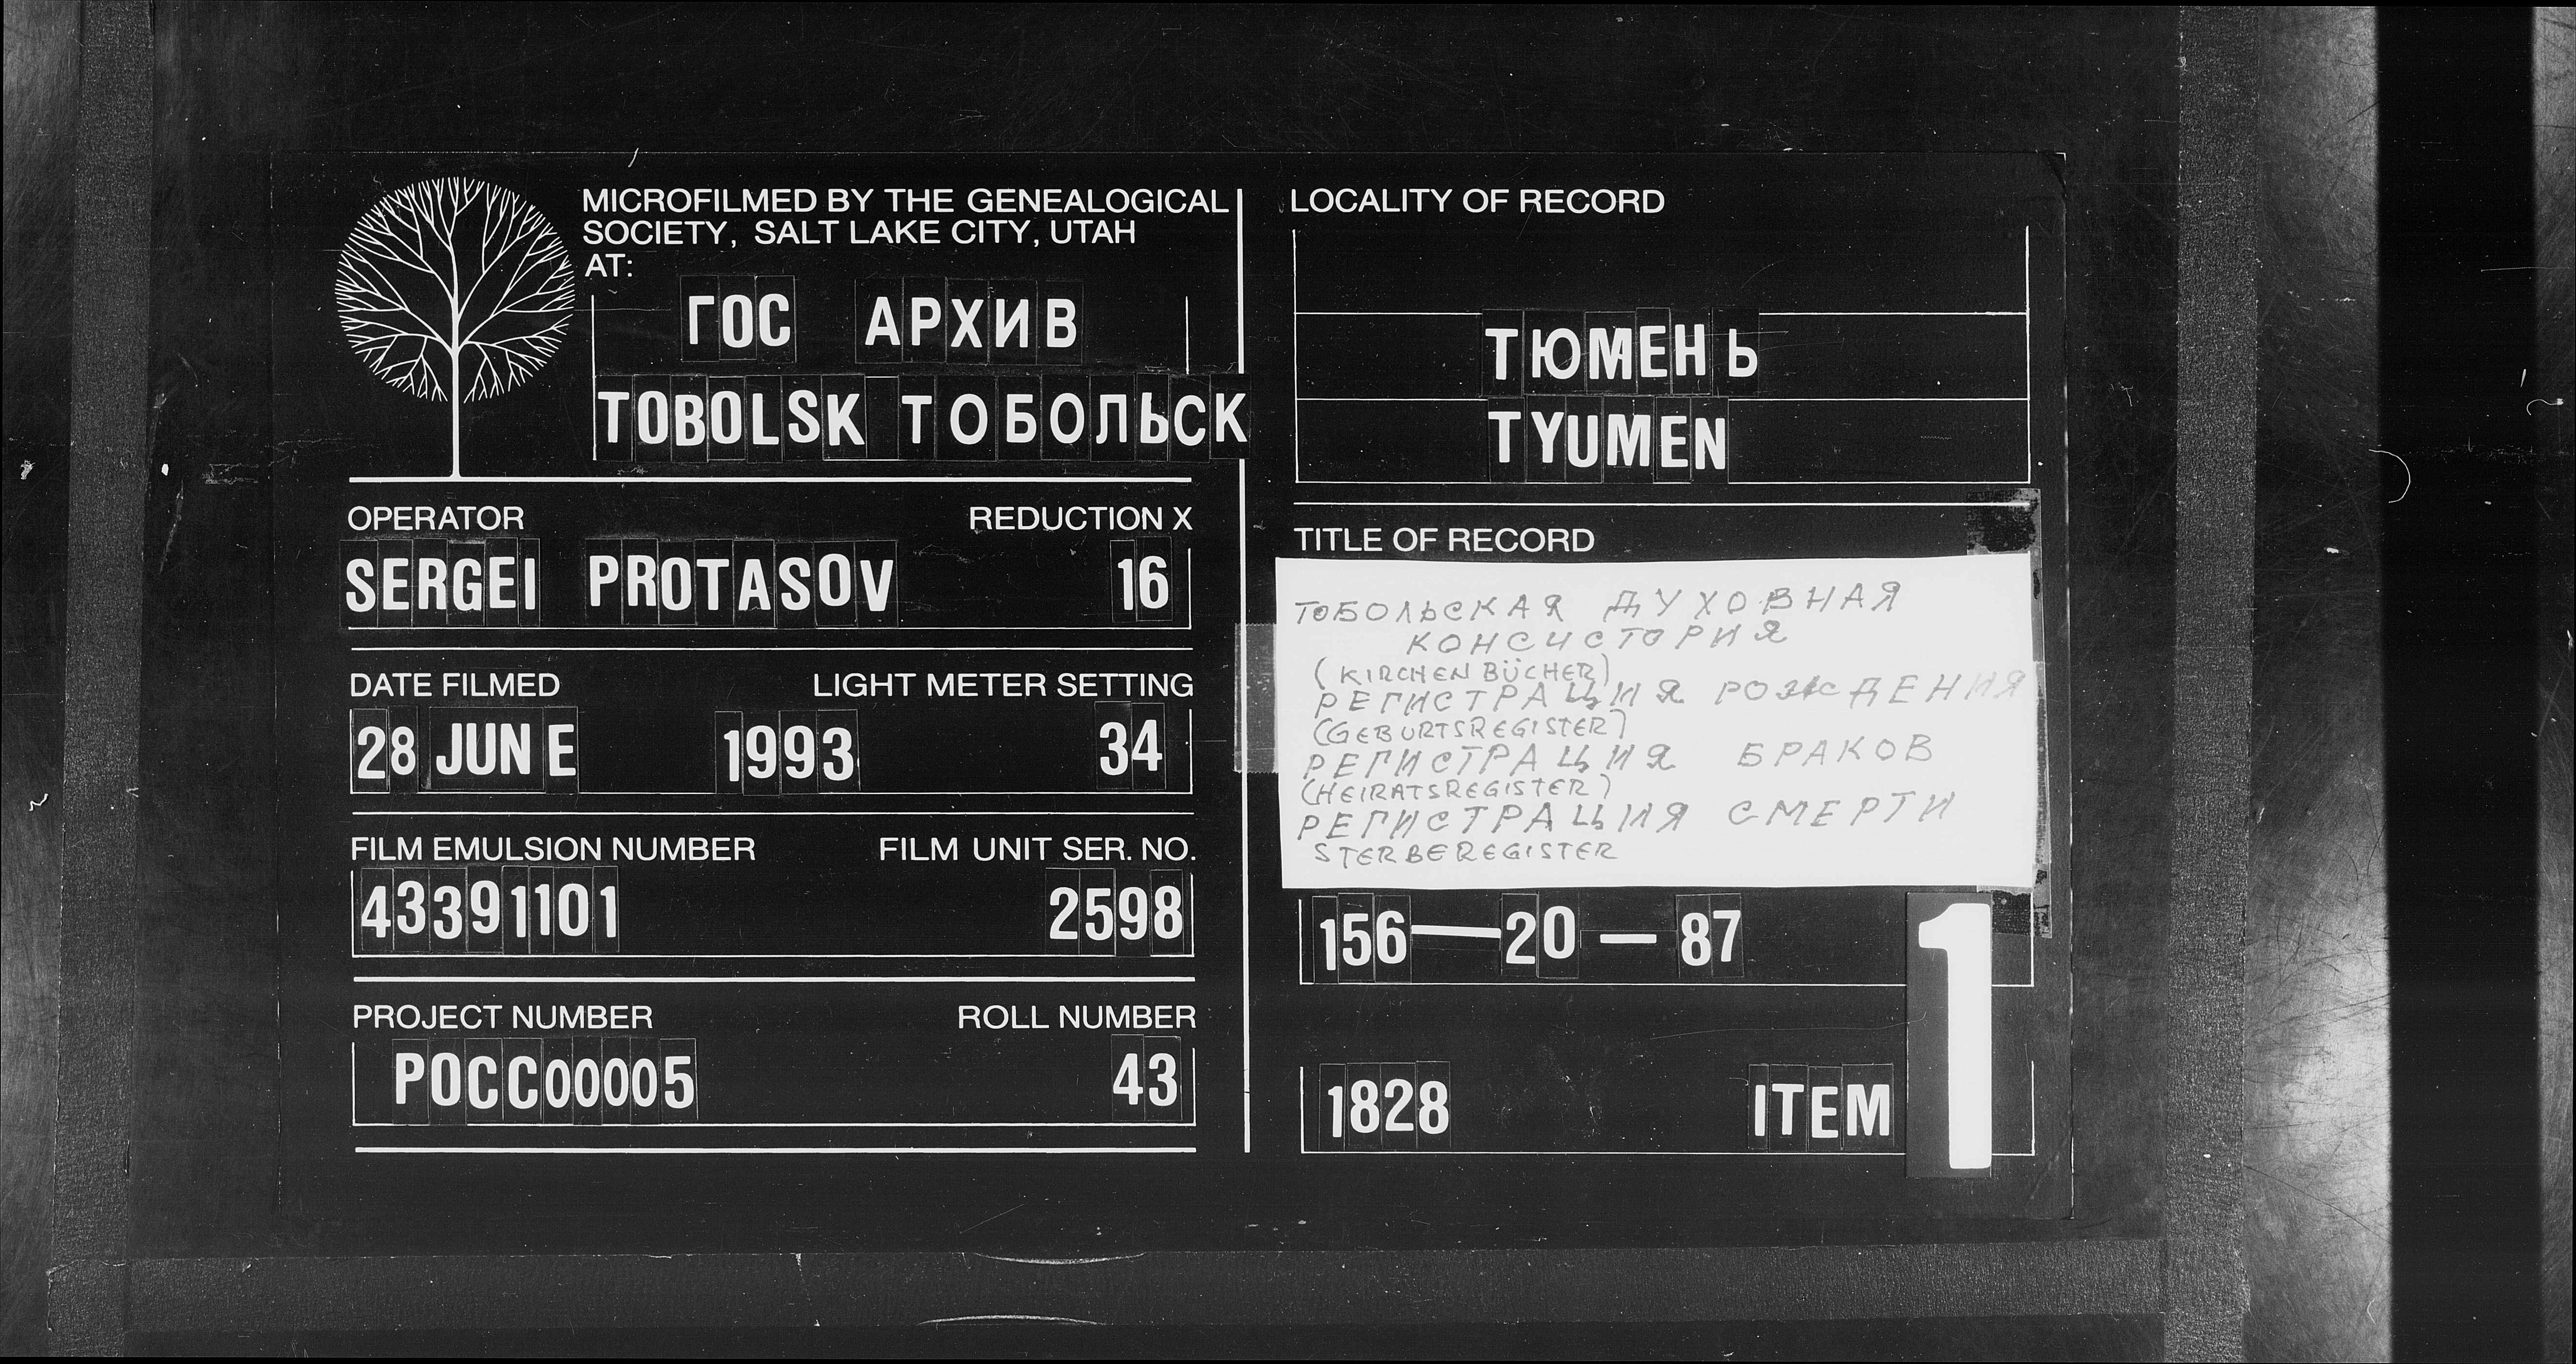 MICROFILMED BY THE GENEALOGICAL
SOCIETY, SALT LAKE CITY, UTAH
AT:
ГОС АРХИВ
TOBOLSK ТОБОЛЬСК
OPERATOR REDUCTION X
SERGEI PROTASOV 16
DATE FILMED LIGHT METER SETTING
28 JUNE 1993 34
FILM EMULSION NUMBER FILM UNIT SER. NO.
43391101 2598
PROJECT NUMBER ROLL NUMBER
РОСС00005 43
LOCALITY OF RECORD
ТЮМЕНЬ
TYUMEN
TITLE OF RECORD
ТОБОЛЬСКАЯ ДУХОВНАЯ
КОНСИСТОРИЯ
(KIRCHENBÜCHER)
РЕГИСТРАЦИЯ РОЖДЕНИЯ
(GEBURTSREGISTER)
РЕГИСТРАЦИЯ БРАКОВ
(HEIRATSREGISTER)
РЕГИСТРАЦИЯ СМЕРТИ
STERBEREGISTER
156—20—87
1828 ITEM 1